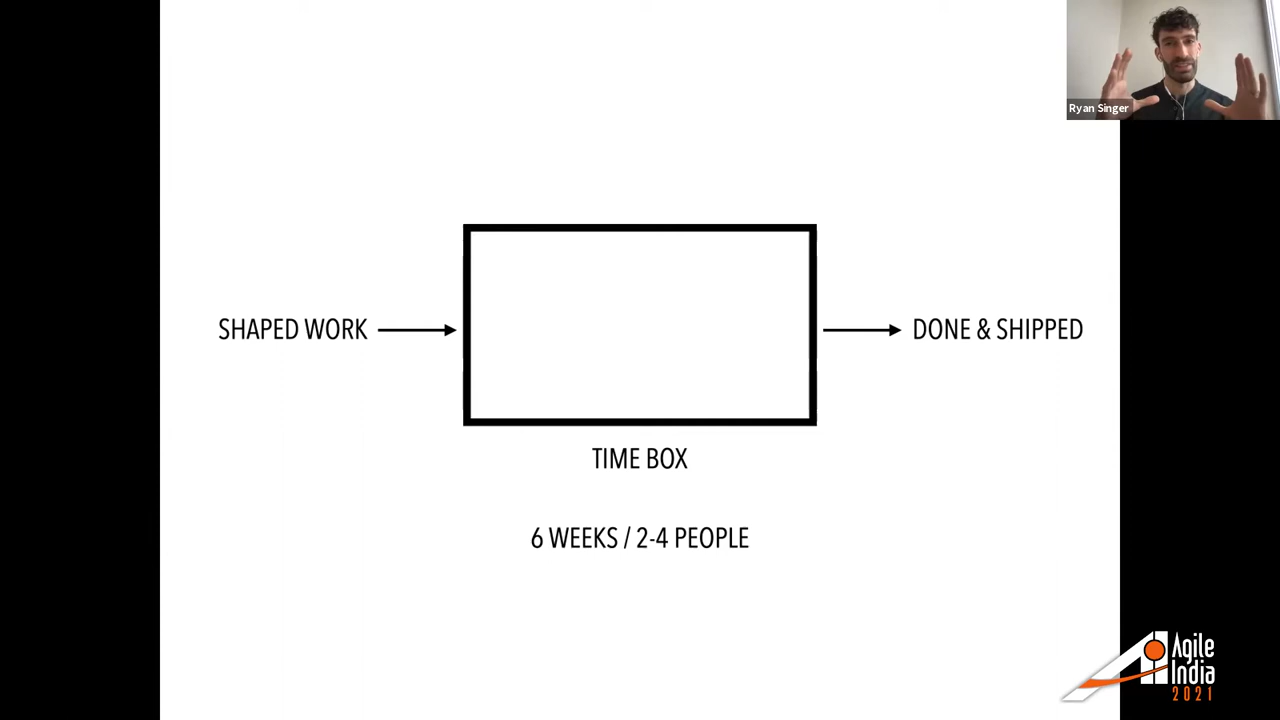 Ryan Singer
SHAPED WORK
DONE & SHIPPED
TIME BOX
6 WEEKS / 2-4 PEOPLE
Agile
India
2021